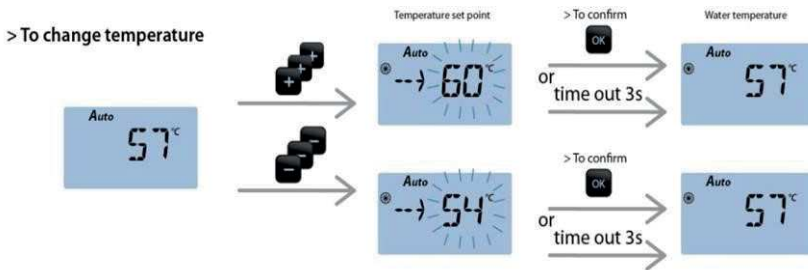 > To change temperature
Auto
57°C
+ + +
- - -
Temperature set point
Auto
--→ 60°C
> To confirm
OK
or
time out 3s
Water temperature
Auto
57°C
Auto
--→ 54°C
> To confirm
OK
or
time out 3s
Auto
57°C